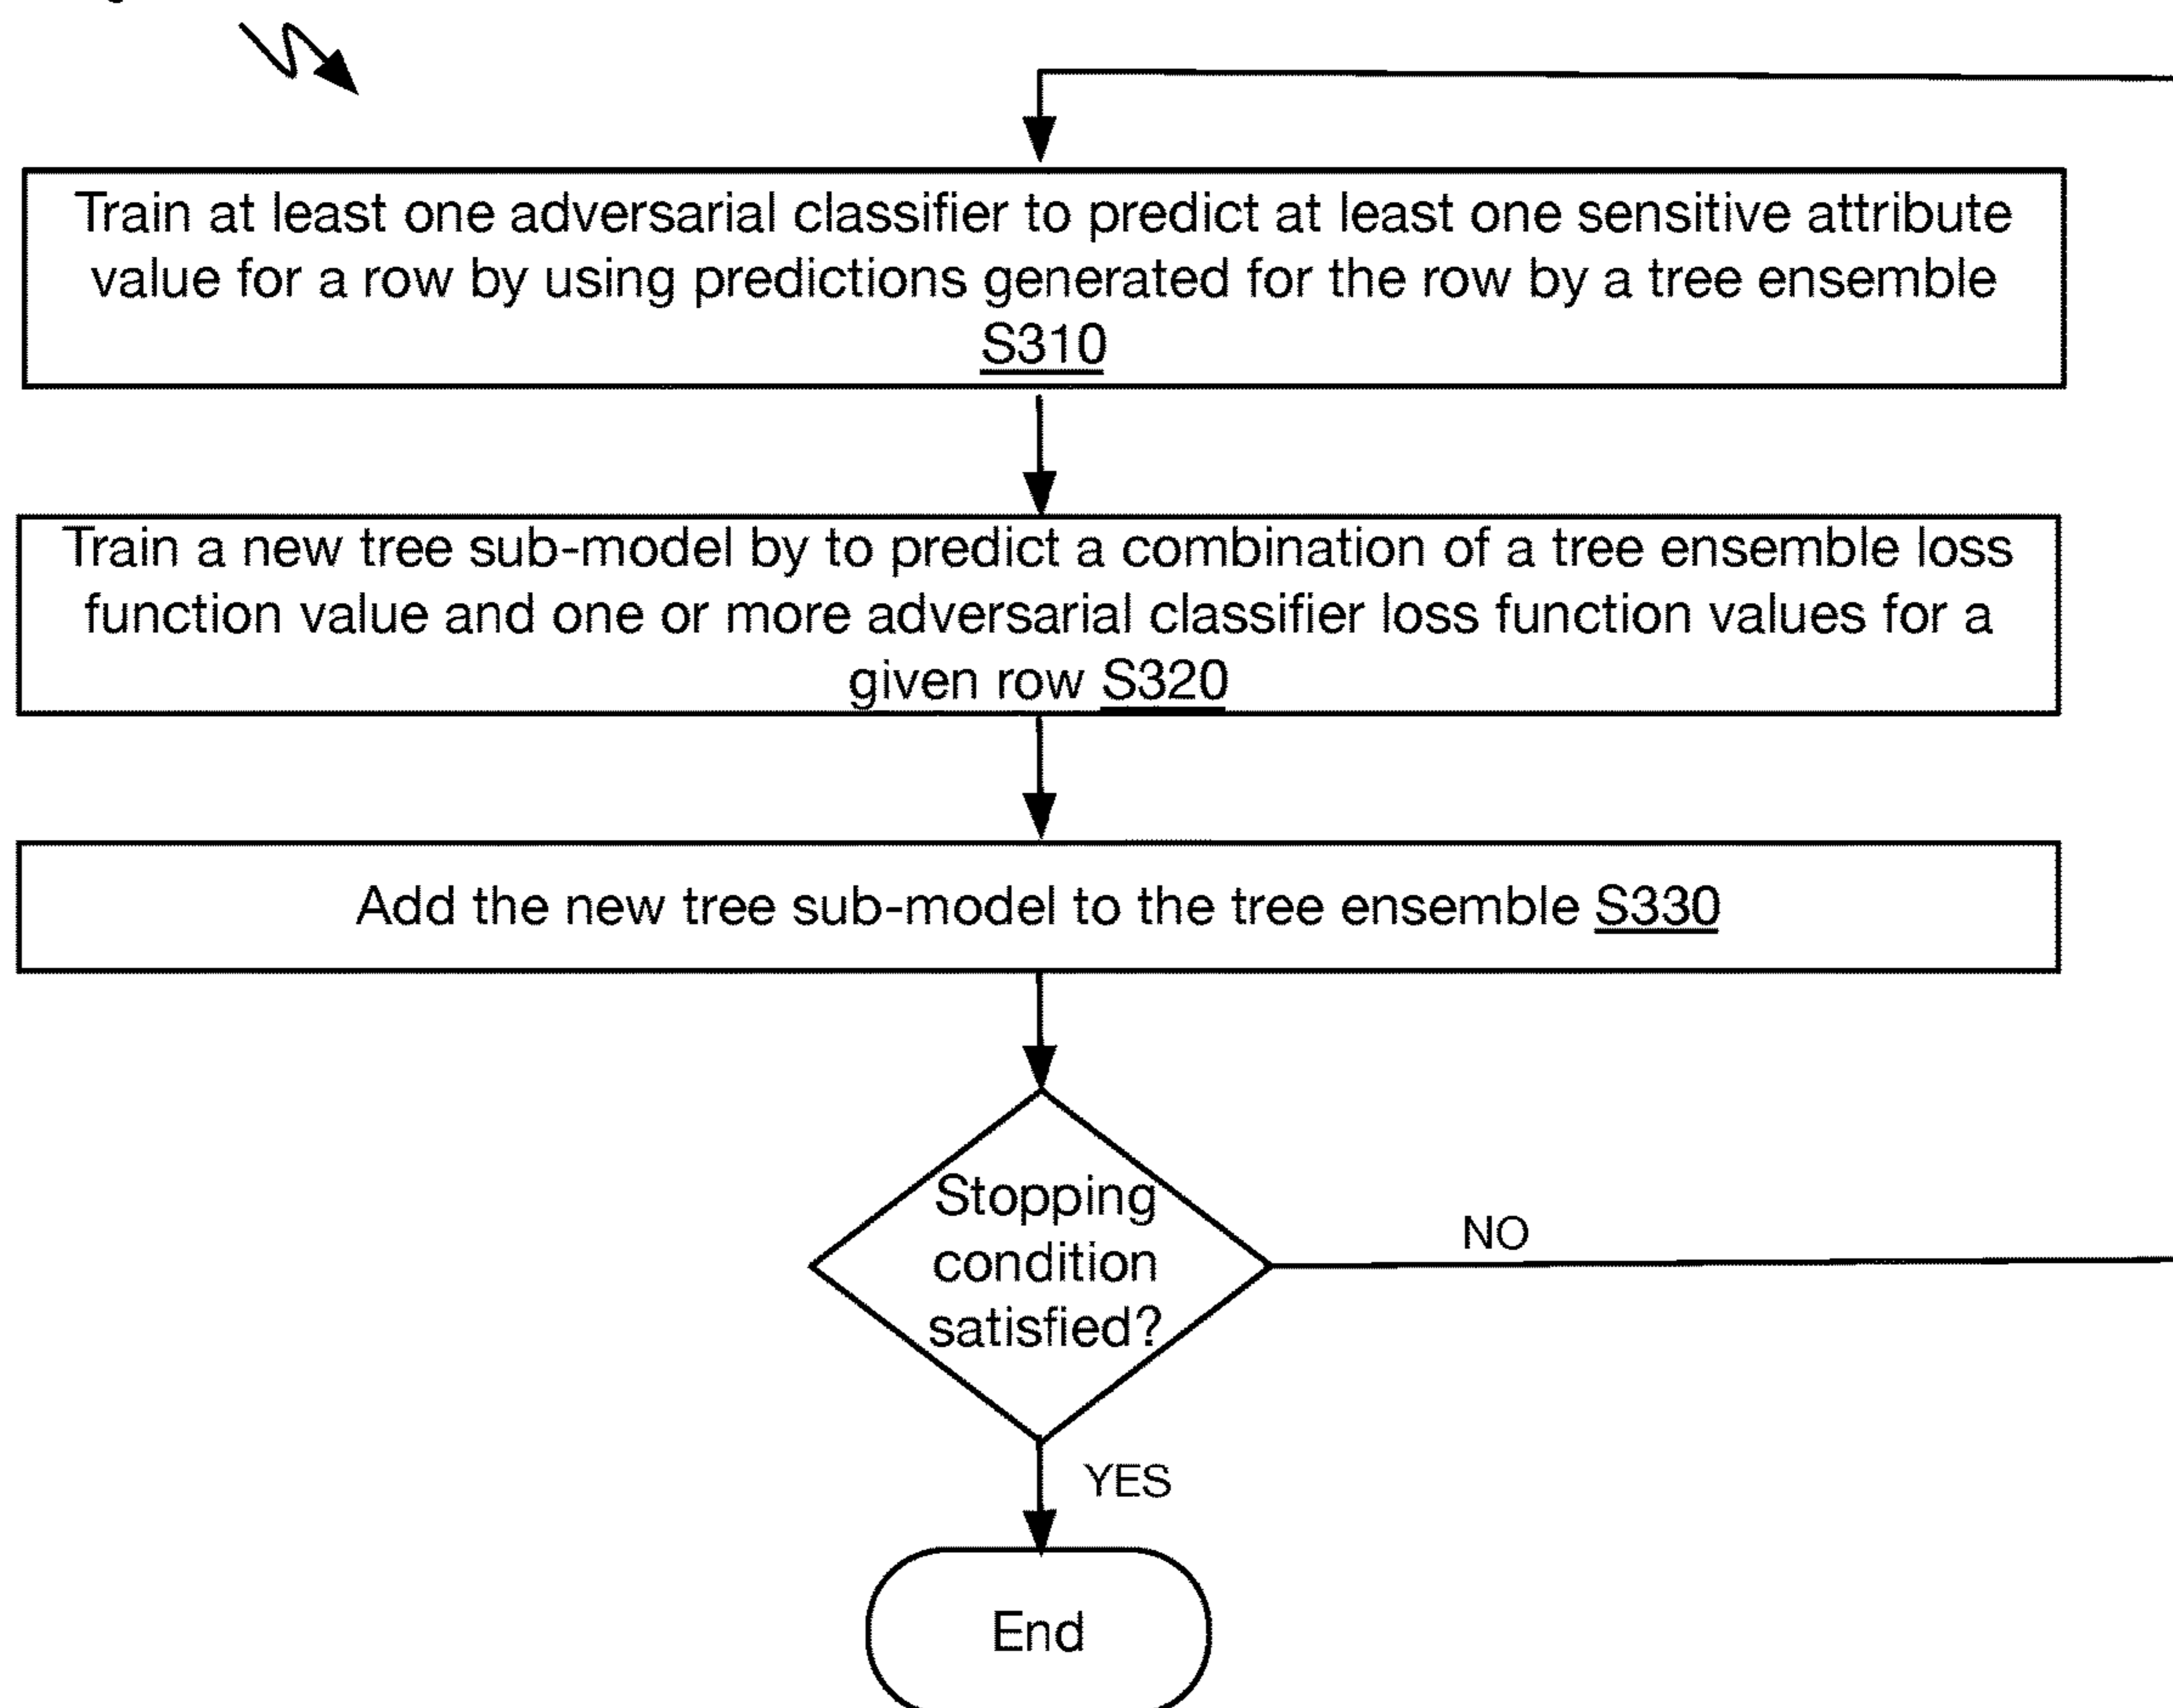 Train at least one adversarial classifier to predict at least one sensitive attribute
value for a row by using predictions generated for the row by a tree ensemble
S310
Train a new tree sub-model by to predict a combination of a tree ensemble loss
function value and one or more adversarial classifier loss function values for a
given row S320
Add the new tree sub-model to the tree ensemble S330
Stopping
condition
satisfied?
NO
YES
End